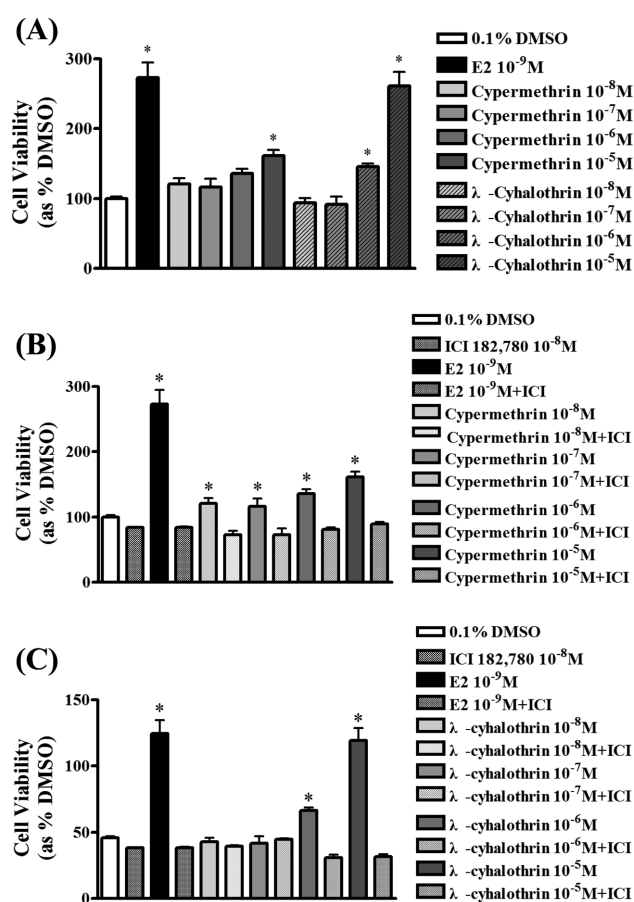 (A)
300
200
100
0
Cell Viability
(as % DMSO)
*
*
*
*
0.1% DMSO
E2 10⁻⁹M
Cypermethrin 10⁻⁸M
Cypermethrin 10⁻⁷M
Cypermethrin 10⁻⁶M
Cypermethrin 10⁻⁵M
λ -Cyhalothrin 10⁻⁸M
λ -Cyhalothrin 10⁻⁷M
λ -Cyhalothrin 10⁻⁶M
λ -Cyhalothrin 10⁻⁵M
(B)
300
200
100
0
Cell Viability
(as % DMSO)
*
*
*
*
*
0.1% DMSO
ICI 182,780 10⁻⁸M
E2 10⁻⁹M
E2 10⁻⁹M+ICI
Cypermethrin 10⁻⁸M
Cypermethrin 10⁻⁸M+ICI
Cypermethrin 10⁻⁷M
Cypermethrin 10⁻⁷M+ICI
Cypermethrin 10⁻⁶M
Cypermethrin 10⁻⁶M+ICI
Cypermethrin 10⁻⁵M
Cypermethrin 10⁻⁵M+ICI
(C)
150
100
50
0
Cell Viability
(as % DMSO)
*
*
*
0.1% DMSO
ICI 182,780 10⁻⁸M
E2 10⁻⁹M
E2 10⁻⁹M+ICI
λ -cyhalothrin 10⁻⁸M
λ -cyhalothrin 10⁻⁸M+ICI
λ -cyhalothrin 10⁻⁷M
λ -cyhalothrin 10⁻⁷M+ICI
λ -cyhalothrin 10⁻⁶M
λ -cyhalothrin 10⁻⁶M+ICI
λ -cyhalothrin 10⁻⁵M
λ -cyhalothrin 10⁻⁵M+ICI